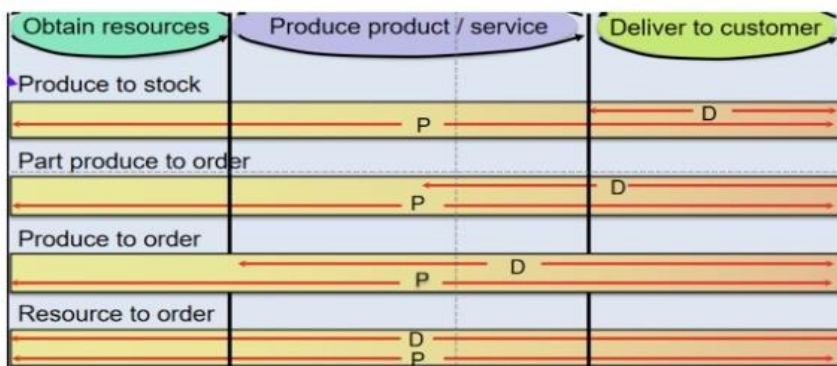 Obtain resources
Produce product / service
Deliver to customer
Produce to stock
D
P
Part produce to order
D
P
Produce to order
D
P
Resource to order
D
P